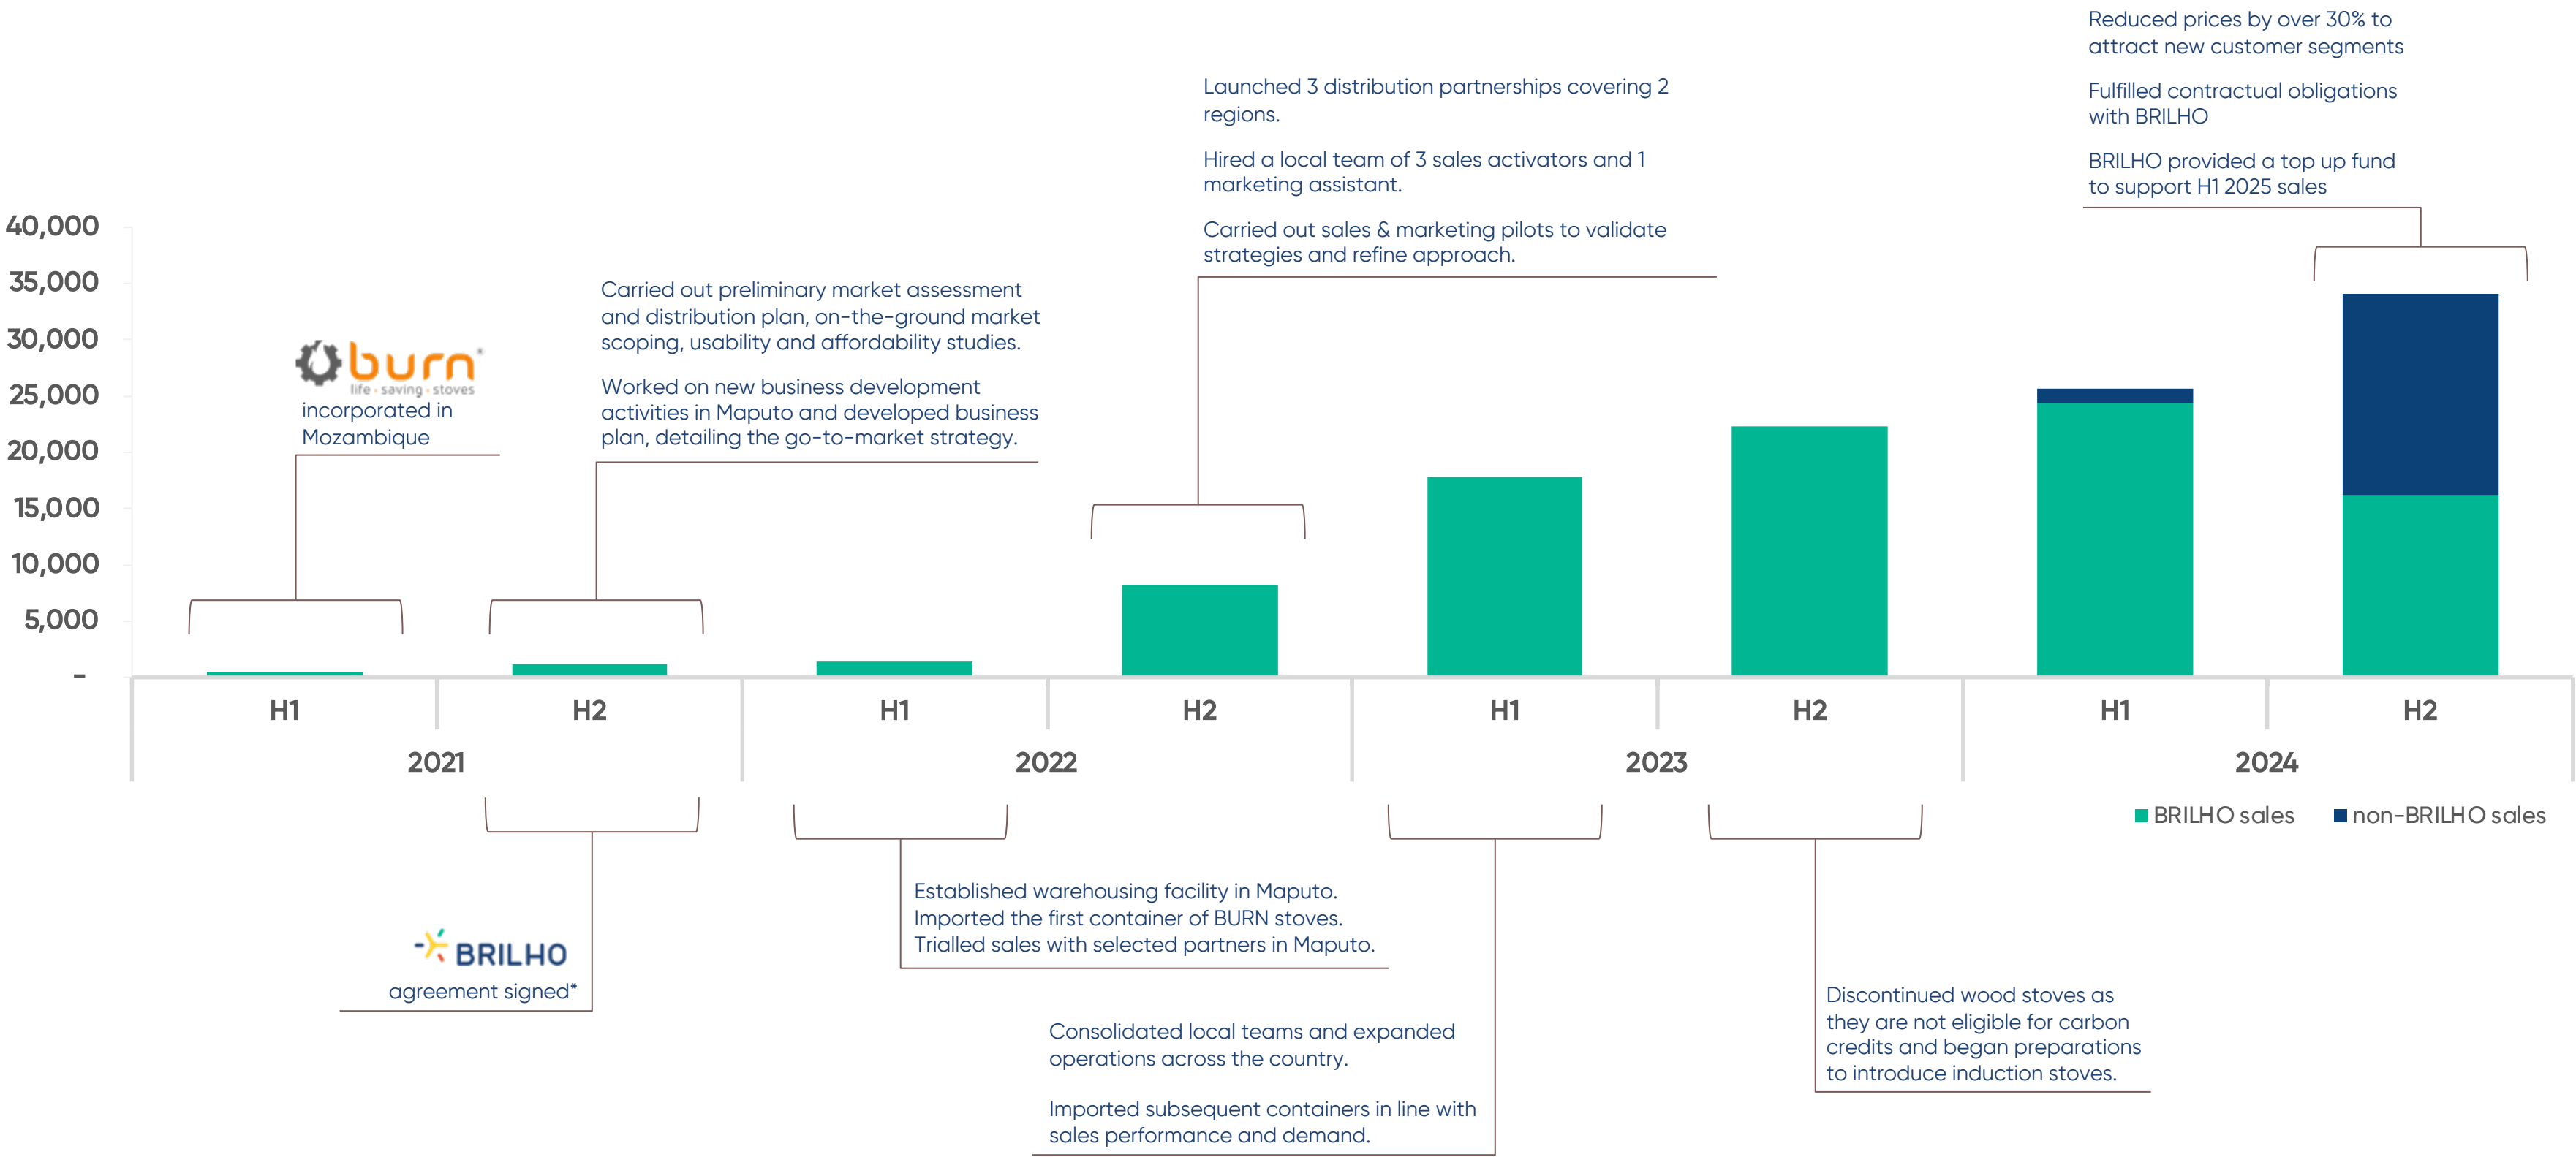 Reduced prices by over 30% to
attract new customer segments
Fulfilled contractual obligations
with BRILHO
BRILHO provided a top up fund
to support H1 2025 sales
Launched 3 distribution partnerships covering 2
regions.
Hired a local team of 3 sales activators and 1
marketing assistant.
Carried out sales & marketing pilots to validate
strategies and refine approach.
Carried out preliminary market assessment
and distribution plan, on-the-ground market
scoping, usability and affordability studies.
Worked on new business development
activities in Maputo and developed business
plan, detailing the go-to-market strategy.
burn
life · saving · stoves
incorporated in
Mozambique
40,000
35,000
30,000
25,000
20,000
15,000
10,000
5,000
-
H1
H2
H1
H2
H1
H2
H1
H2
2021
2022
2023
2024
BRILHO sales
non-BRILHO sales
BRILHO
agreement signed*
Established warehousing facility in Maputo.
Imported the first container of BURN stoves.
Trialled sales with selected partners in Maputo.
Consolidated local teams and expanded
operations across the country.
Imported subsequent containers in line with
sales performance and demand.
Discontinued wood stoves as
they are not eligible for carbon
credits and began preparations
to introduce induction stoves.